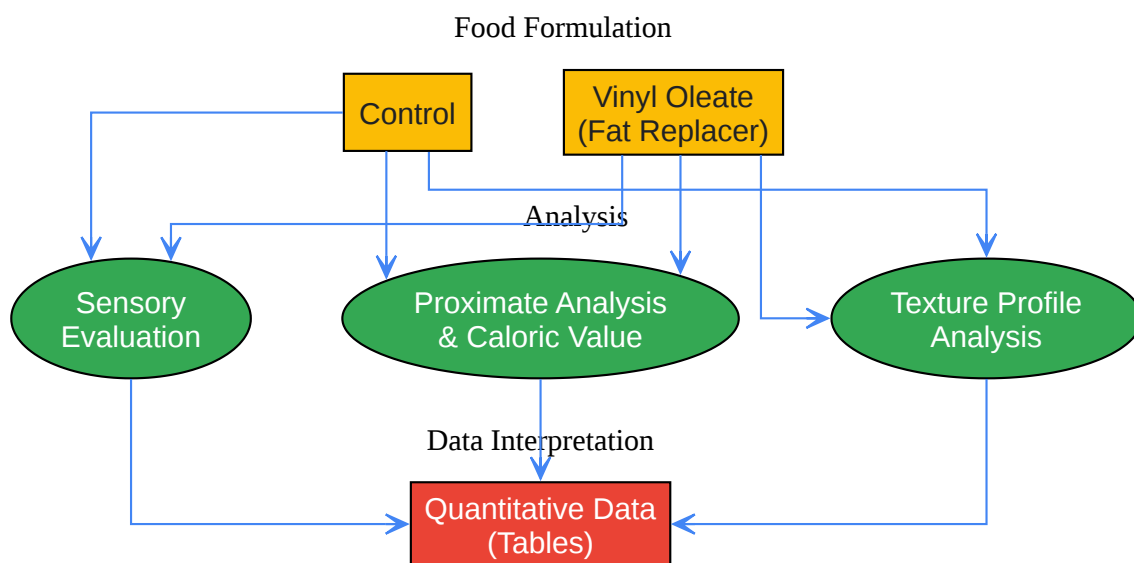 Food Formulation
Control
Vinyl Oleate
(Fat Replacer)
Analysis
Sensory
Evaluation
Proximate Analysis
& Caloric Value
Texture Profile
Analysis
Data Interpretation
Quantitative Data
(Tables)